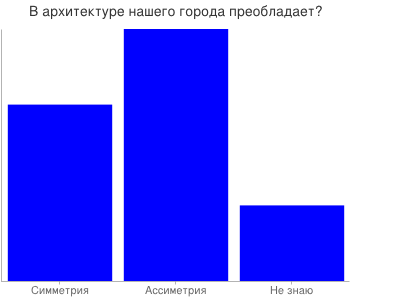 В архитектуре нашего города преобладает?
Симметрия
Ассиметрия
Не знаю